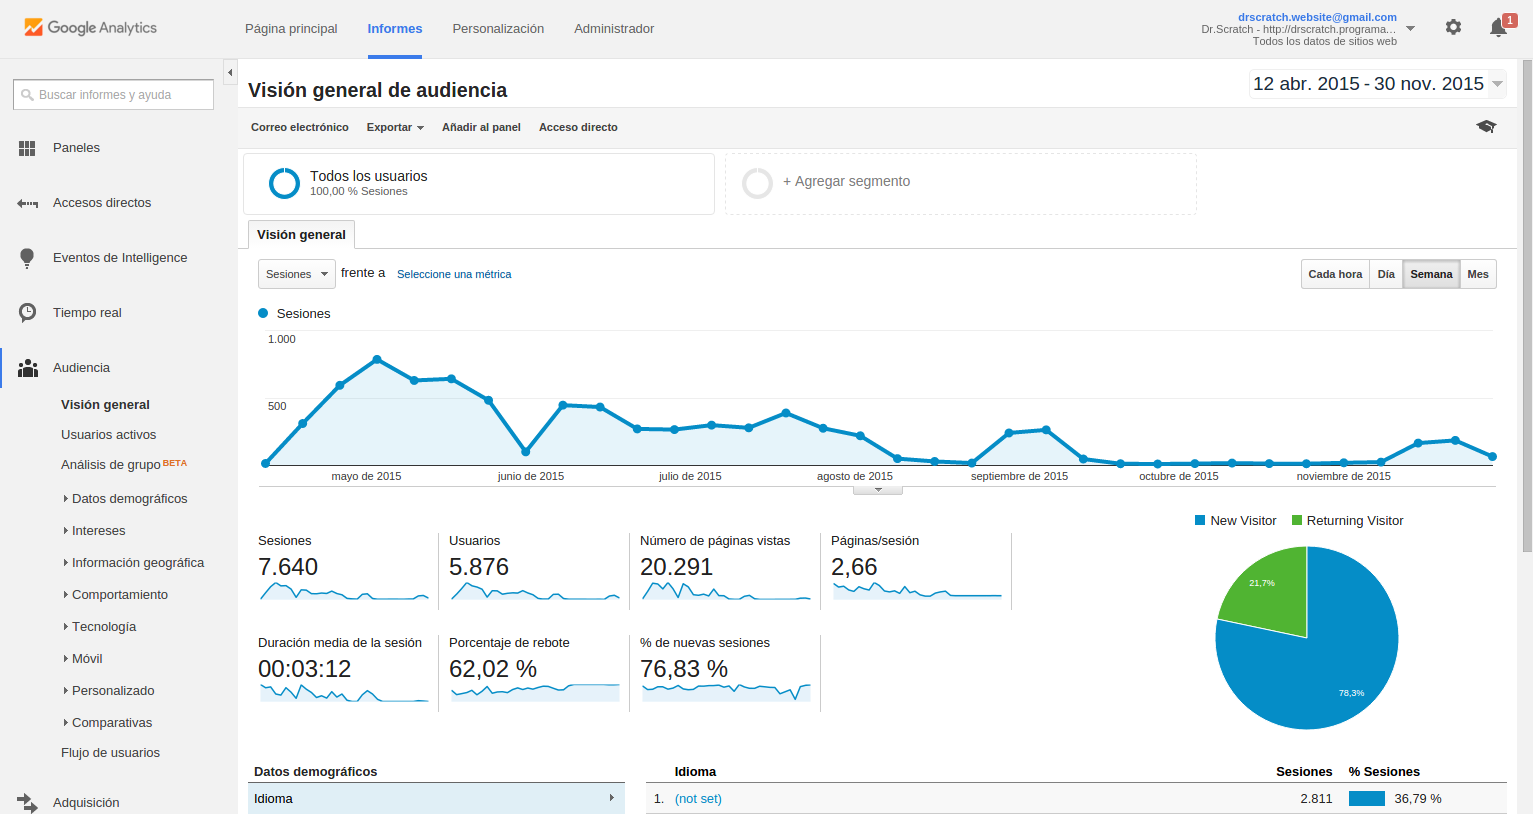 Google Analytics
Página principal
Informes
Personalización
Administrador
drscratch.website@gmail.com
Dr.Scratch - http://drscratch.programa...
Todos los datos de sitios web
1
Buscar informes y ayuda
Paneles
Accesos directos
Eventos de Intelligence
Tiempo real
Audiencia
Visión general
Usuarios activos
Análisis de grupo BETA
Datos demográficos
Intereses
Información geográfica
Comportamiento
Tecnología
Móvil
Personalizado
Comparativas
Flujo de usuarios
Adquisición
Visión general de audiencia
12 abr. 2015 - 30 nov. 2015
Correo electrónico
Exportar
Añadir al panel
Acceso directo
Todos los usuarios
100,00 % Sesiones
+ Agregar segmento
Visión general
Sesiones
frente a
Seleccione una métrica
Cada hora
Día
Semana
Mes
Sesiones
1.000
500
mayo de 2015
junio de 2015
julio de 2015
agosto de 2015
septiembre de 2015
octubre de 2015
noviembre de 2015
Sesiones
7.640
Usuarios
5.876
Número de páginas vistas
20.291
Páginas/sesión
2,66
Duración media de la sesión
00:03:12
Porcentaje de rebote
62,02 %
% de nuevas sesiones
76,83 %
New Visitor
Returning Visitor
21,7%
78,3%
Datos demográficos
Idioma
Idioma
Sesiones
% Sesiones
1.
(not set)
2.811
36,79 %